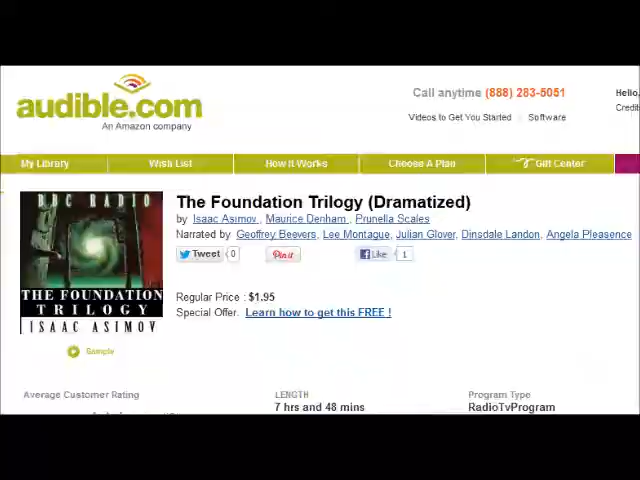 audible.com
An Amazon company
Call anytime (888) 283-5051
Hello,
Videos to Get You Started Software
Credit
My Library Wish List How it Works Choose A Plan Gift Center
BBC RADIO
THE FOUNDATION
TRILOGY
ISAAC ASIMOV
Sample
The Foundation Trilogy (Dramatized)
by Isaac Asimov , Maurice Denham , Prunella Scales
Narrated by Geoffrey Beevers, Lee Montague, Julian Glover, Dinsdale Landon, Angela Pleasence
Tweet 0 Pin it Like 1
Regular Price : $1.95
Special Offer. Learn how to get this FREE !
Average Customer Rating
LENGTH
7 hrs and 48 mins
Program Type
RadioTvProgram